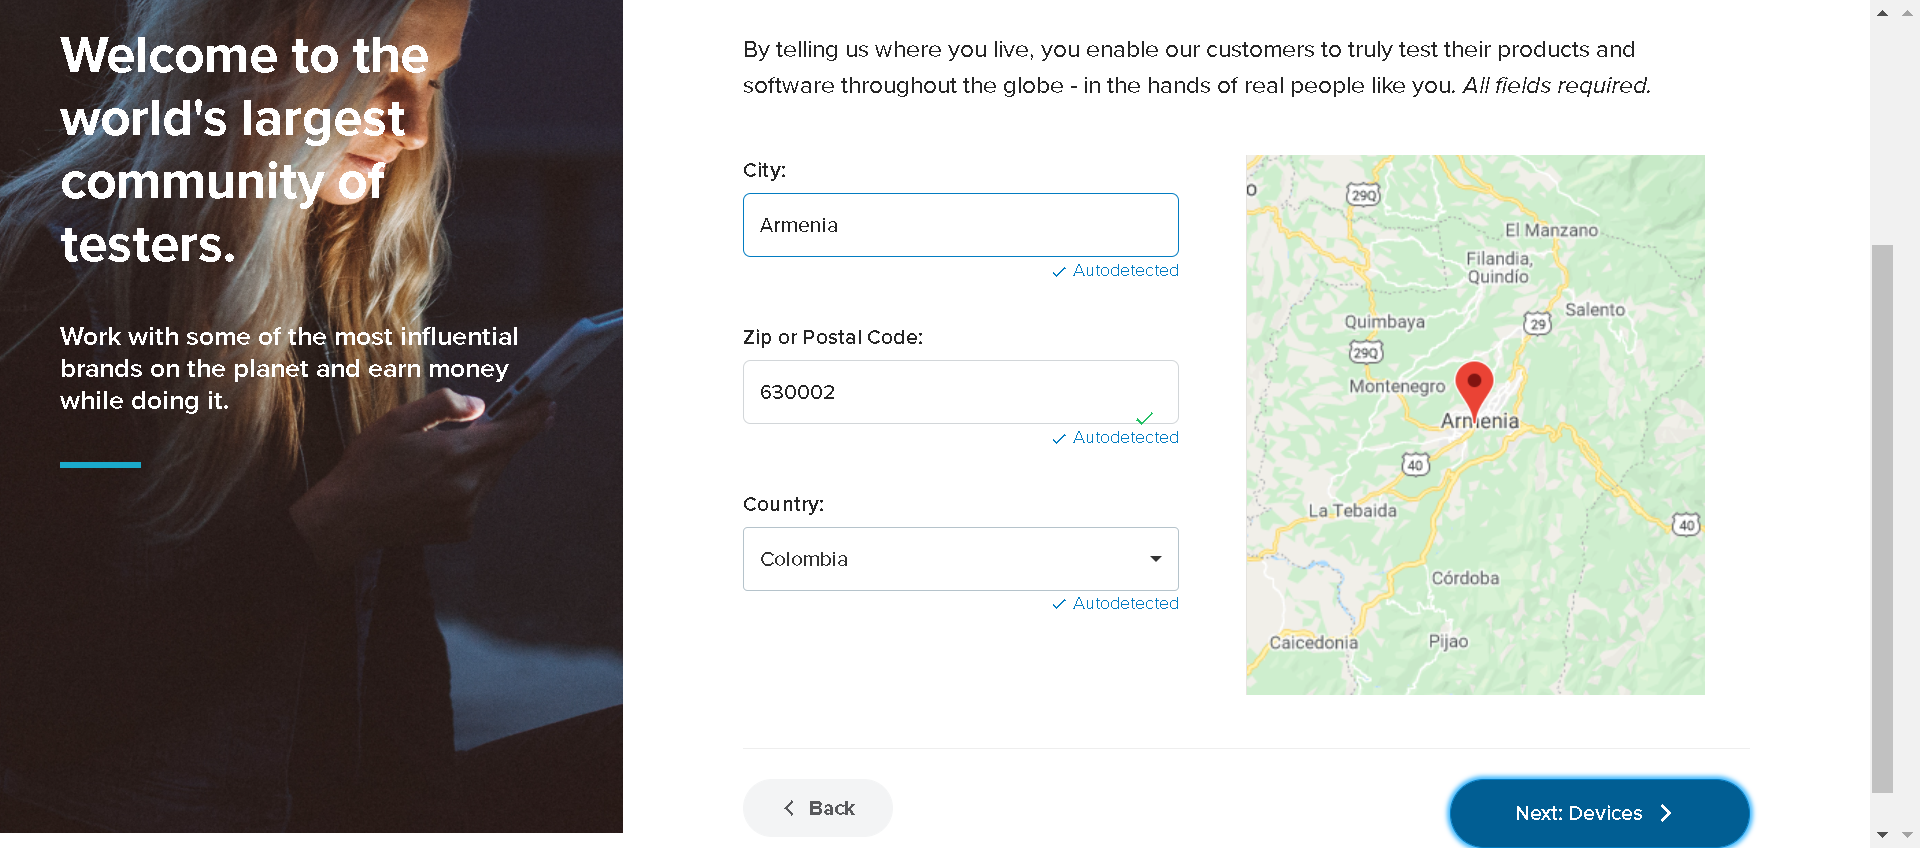 Welcome to the
world's largest
community of
testers.
Work with some of the most influential
brands on the planet and earn money
while doing it.
By telling us where you live, you enable our customers to truly test their products and
software throughout the globe - in the hands of real people like you. All fields required.
City:
Armenia
Autodetected
Zip or Postal Code:
630002
Autodetected
Country:
Colombia
Autodetected
o
29Q
El Manzano
Filandia,
Quindío
Salento
29
Quimbaya
29Q
Montenegro
Armenia
40
La Tebaida
40
Córdoba
Caicedonia
Pijao
Back
Next: Devices